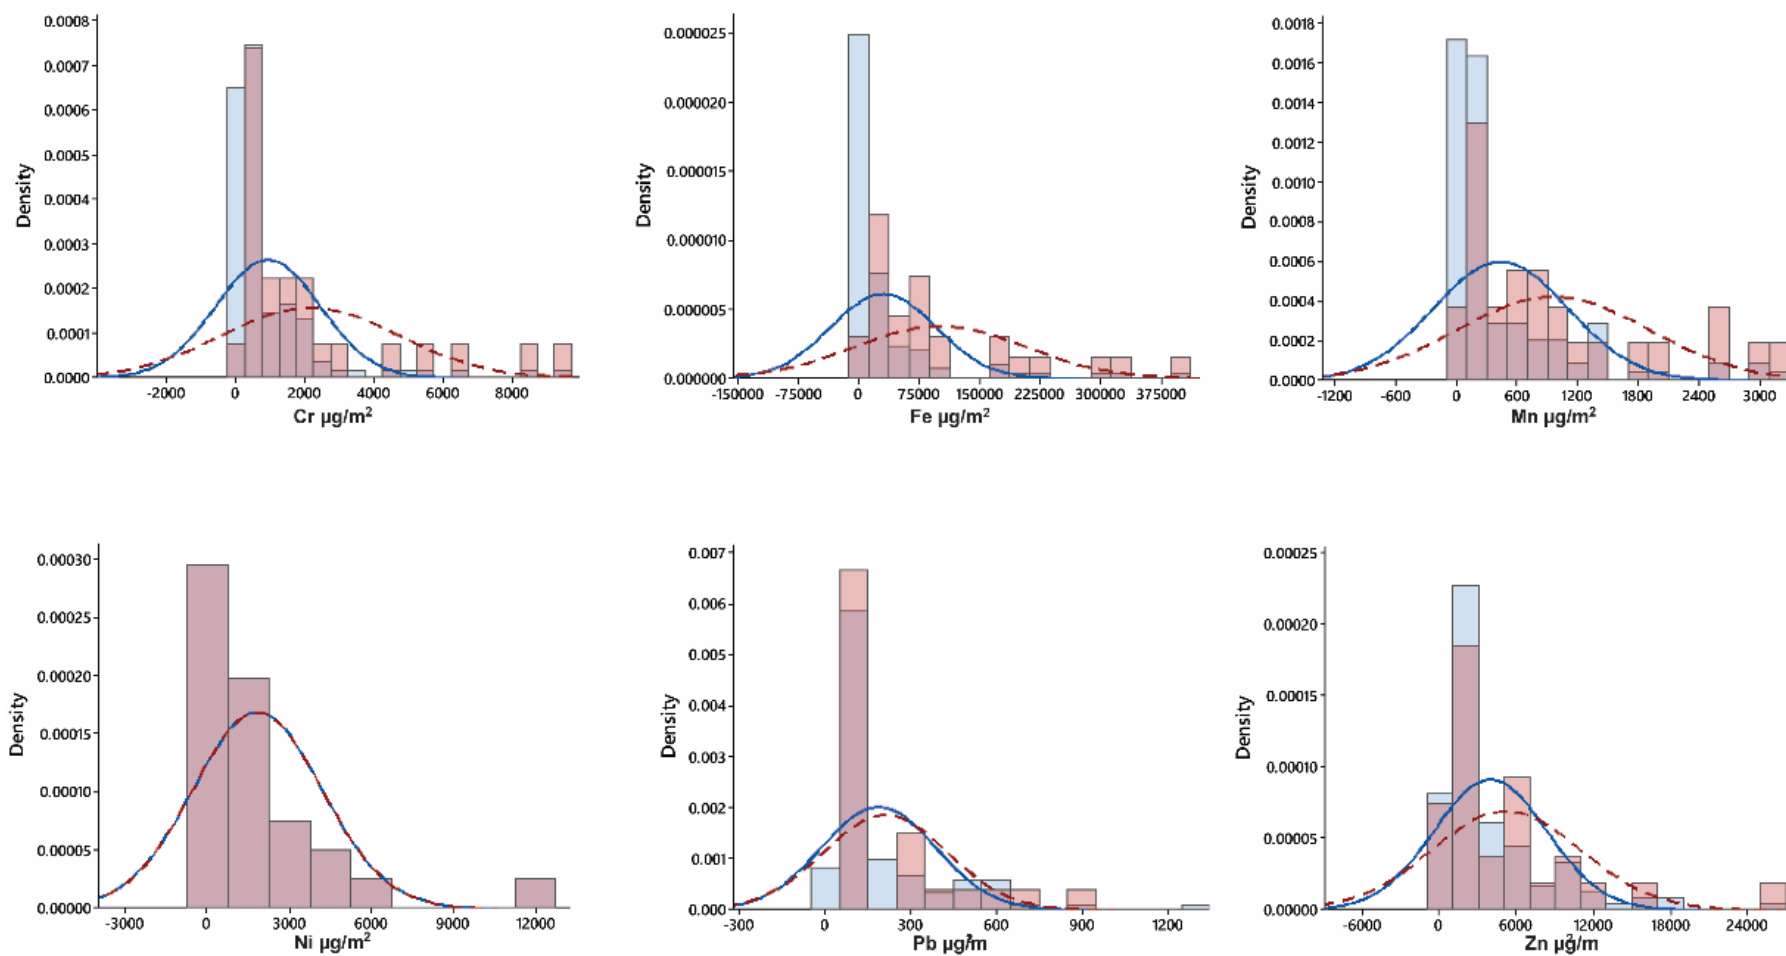 0.0008
0.0007
0.0006
0.0005
0.0004
0.0003
0.0002
0.0001
0.0000
Density
-2000 0 2000 4000 6000 8000
Cr µg/m²
0.000025
0.000020
0.000015
0.000010
0.000005
0.000000
Density
-150000 -75000 0 75000 150000 225000 300000 375000
Fe µg/m²
0.0018
0.0016
0.0014
0.0012
0.0010
0.0008
0.0006
0.0004
0.0002
0.0000
Density
-1200 -600 0 600 1200 1800 2400 3000
Mn µg/m²
0.00030
0.00025
0.00020
0.00015
0.00010
0.00005
0.00000
Density
-3000 0 3000 6000 9000 12000
Ni µg/m²
0.007
0.006
0.005
0.004
0.003
0.002
0.001
0.000
Density
-300 0 300 600 900 1200
Pb µg/m²
0.00025
0.00020
0.00015
0.00010
0.00005
0.00000
Density
-6000 0 6000 12000 18000 24000
Zn µg/m²